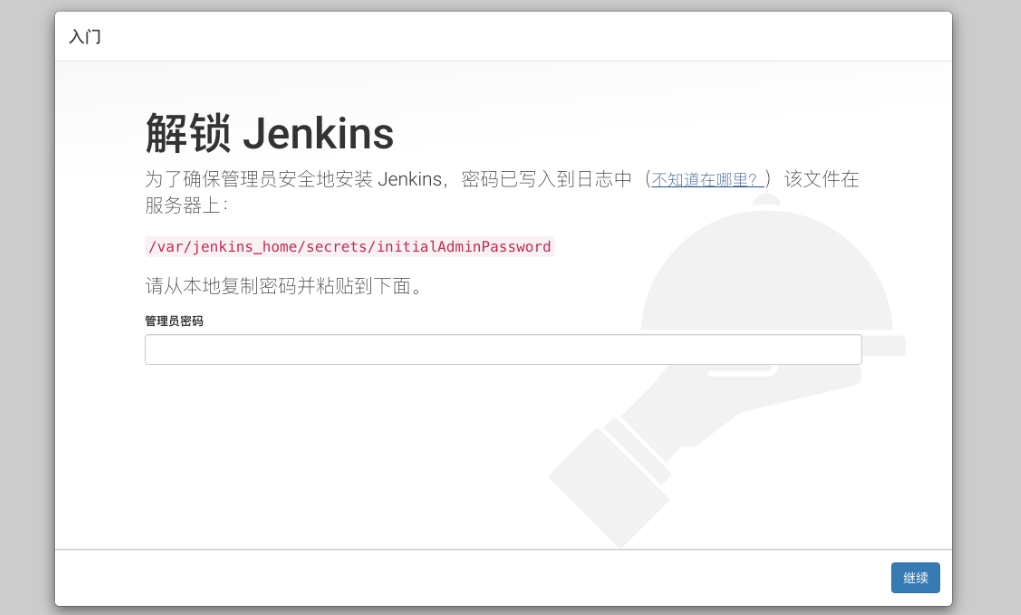 入门
解锁 Jenkins
为了确保管理员安全地安装 Jenkins，密码已写入到日志中（不知道在哪里？）该文件在
服务器上：
/var/jenkins_home/secrets/initialAdminPassword
请从本地复制密码并粘贴到下面。
管理员密码
继续